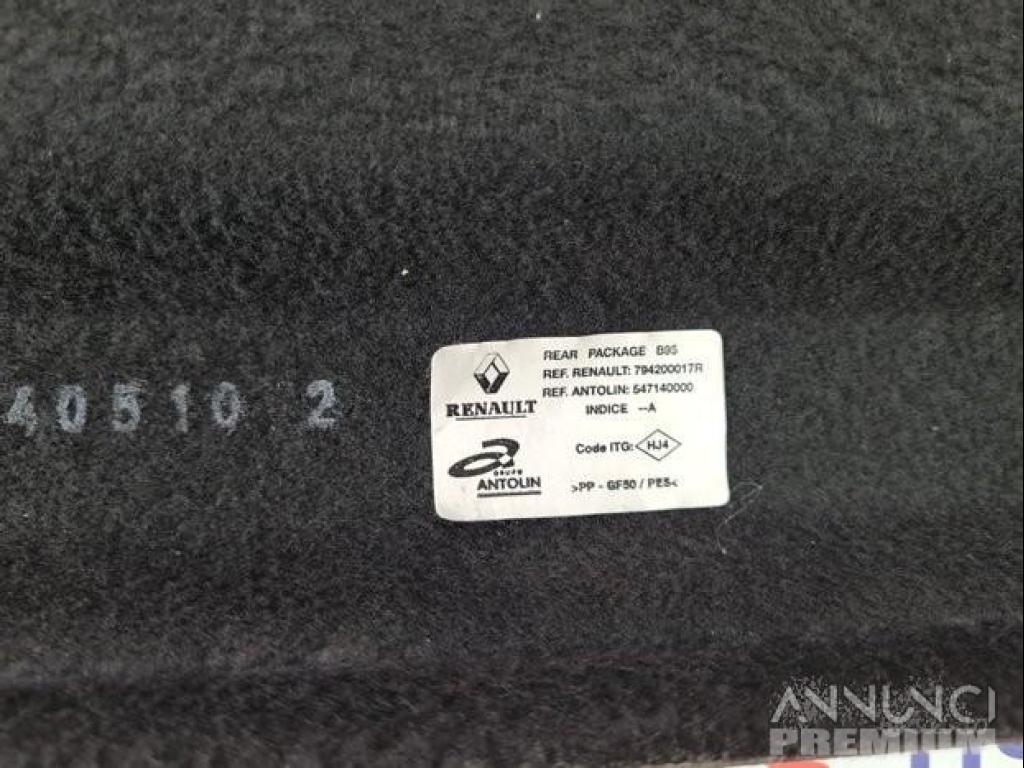 40510 2
REAR PACKAGE B95
REF. RENAULT: 794200017R
REF. ANTOLIN: 547140000
INDICE --A
RENAULT
Code ITG: HJ4
GRUPO
ANTOLIN
>PP - GF50 / PES<
ANNUNCI
PREMIUM